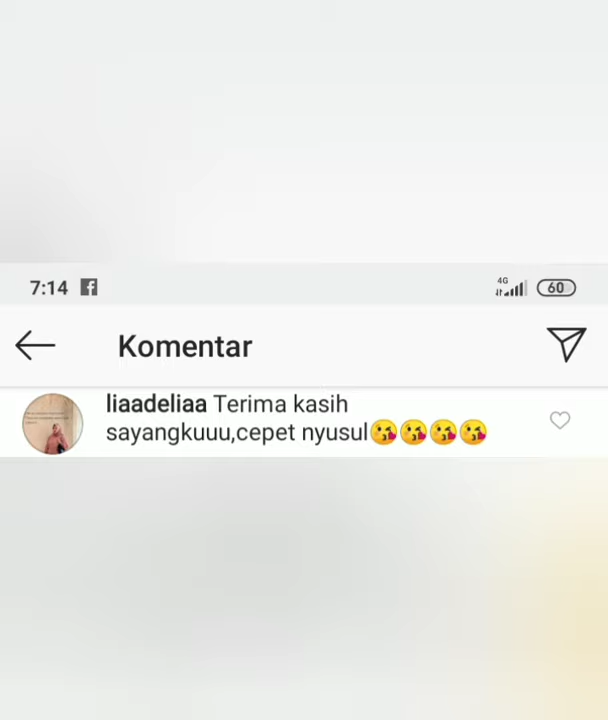 7:14
4G
60
Komentar
liaadeliaa Terima kasih
sayangkuuu,cepet nyusul😘😘😘😘